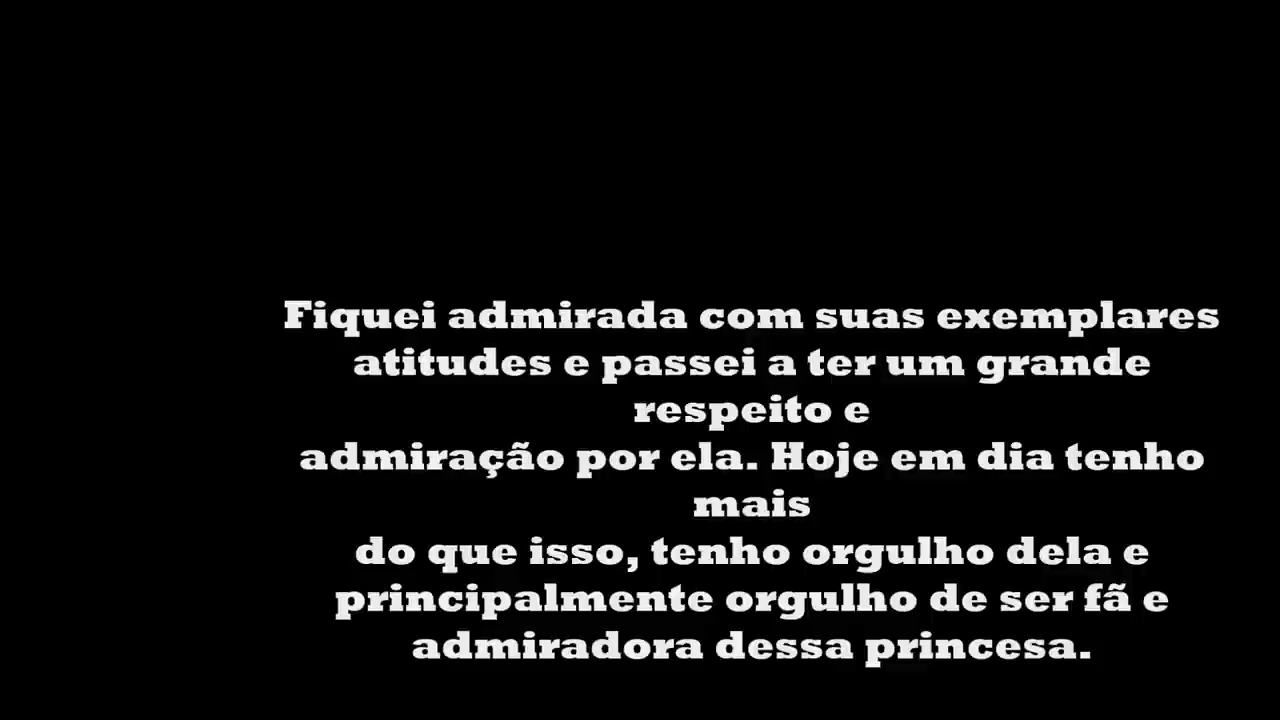 Fiquei admirada com suas exemplares
atitudes e passei a ter um grande
respeito e
admiração por ela. Hoje em dia tenho
mais
do que isso, tenho orgulho dela e
principalmente orgulho de ser fã e
admiradora dessa princesa.